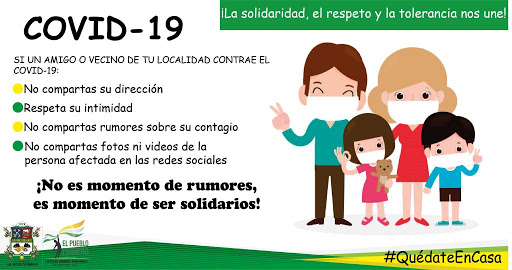 COVID-19
¡La solidaridad, el respeto y la tolerancia nos une!
SI UN AMIGO O VECINO DE TU LOCALIDAD CONTRAE EL
COVID-19:
No compartas su dirección
Respeta su intimidad
No compartas rumores sobre su contagio
No compartas fotos ni videos de la
persona afectada en las redes sociales
¡No es momento de rumores,
es momento de ser solidarios!
EL PUEBLO
#QuédateEnCasa